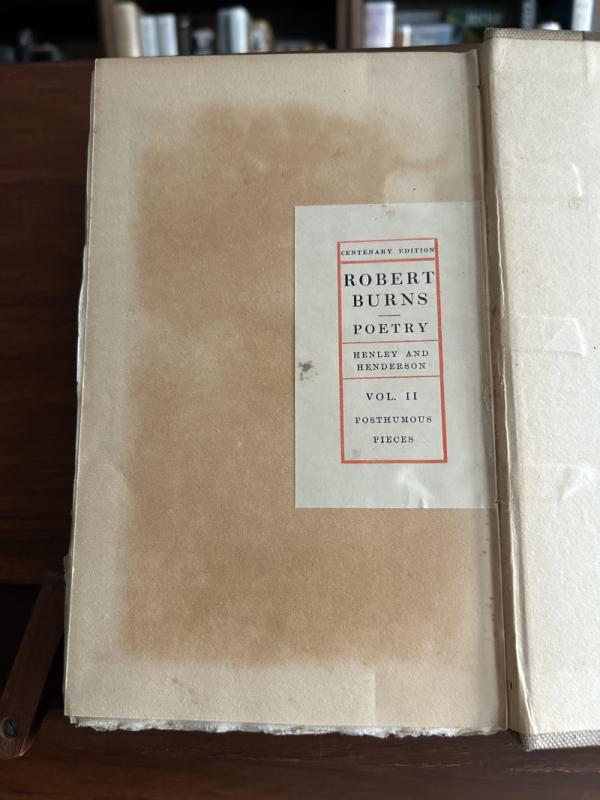 CENTENARY EDITION
ROBERT
BURNS
POETRY
HENLEY AND
HENDERSON
VOL. II
POSTHUMOUS
PIECES